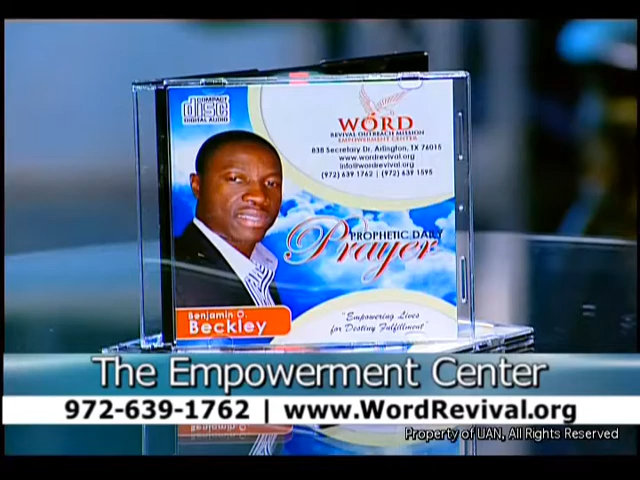 COMPACT
disc
DIGITAL AUDIO
WORD
REVIVAL OUTREACH MISSION
EMPOWERMENT CENTER
838 Secretary Dr. Arlington, TX 76015
www.wordrevival.org
info@wordrevival.org
(972) 639 1762 | (972) 639 1595
PROPHETIC DAILY
Prayer
Benjamin O.
Beckley
"Empowering Lives
for Destiny Fulfillment"
The Empowerment Center
972-639-1762 | www.WordRevival.org
Property of UAN, All Rights Reserved